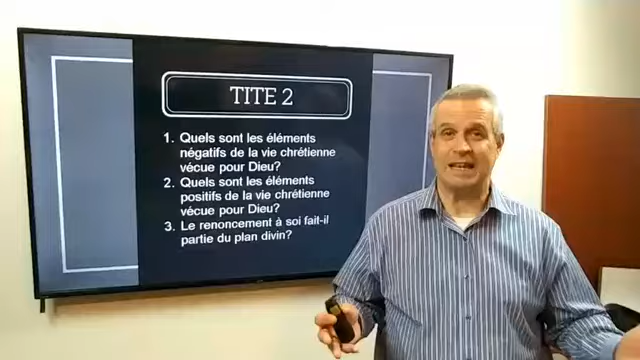 TITE 2
1. Quels sont les éléments
négatifs de la vie chrétienne
vécue pour Dieu?
2. Quels sont les éléments
positifs de la vie chrétienne
vécue pour Dieu?
3. Le renoncement à soi fait-il
partie du plan divin?